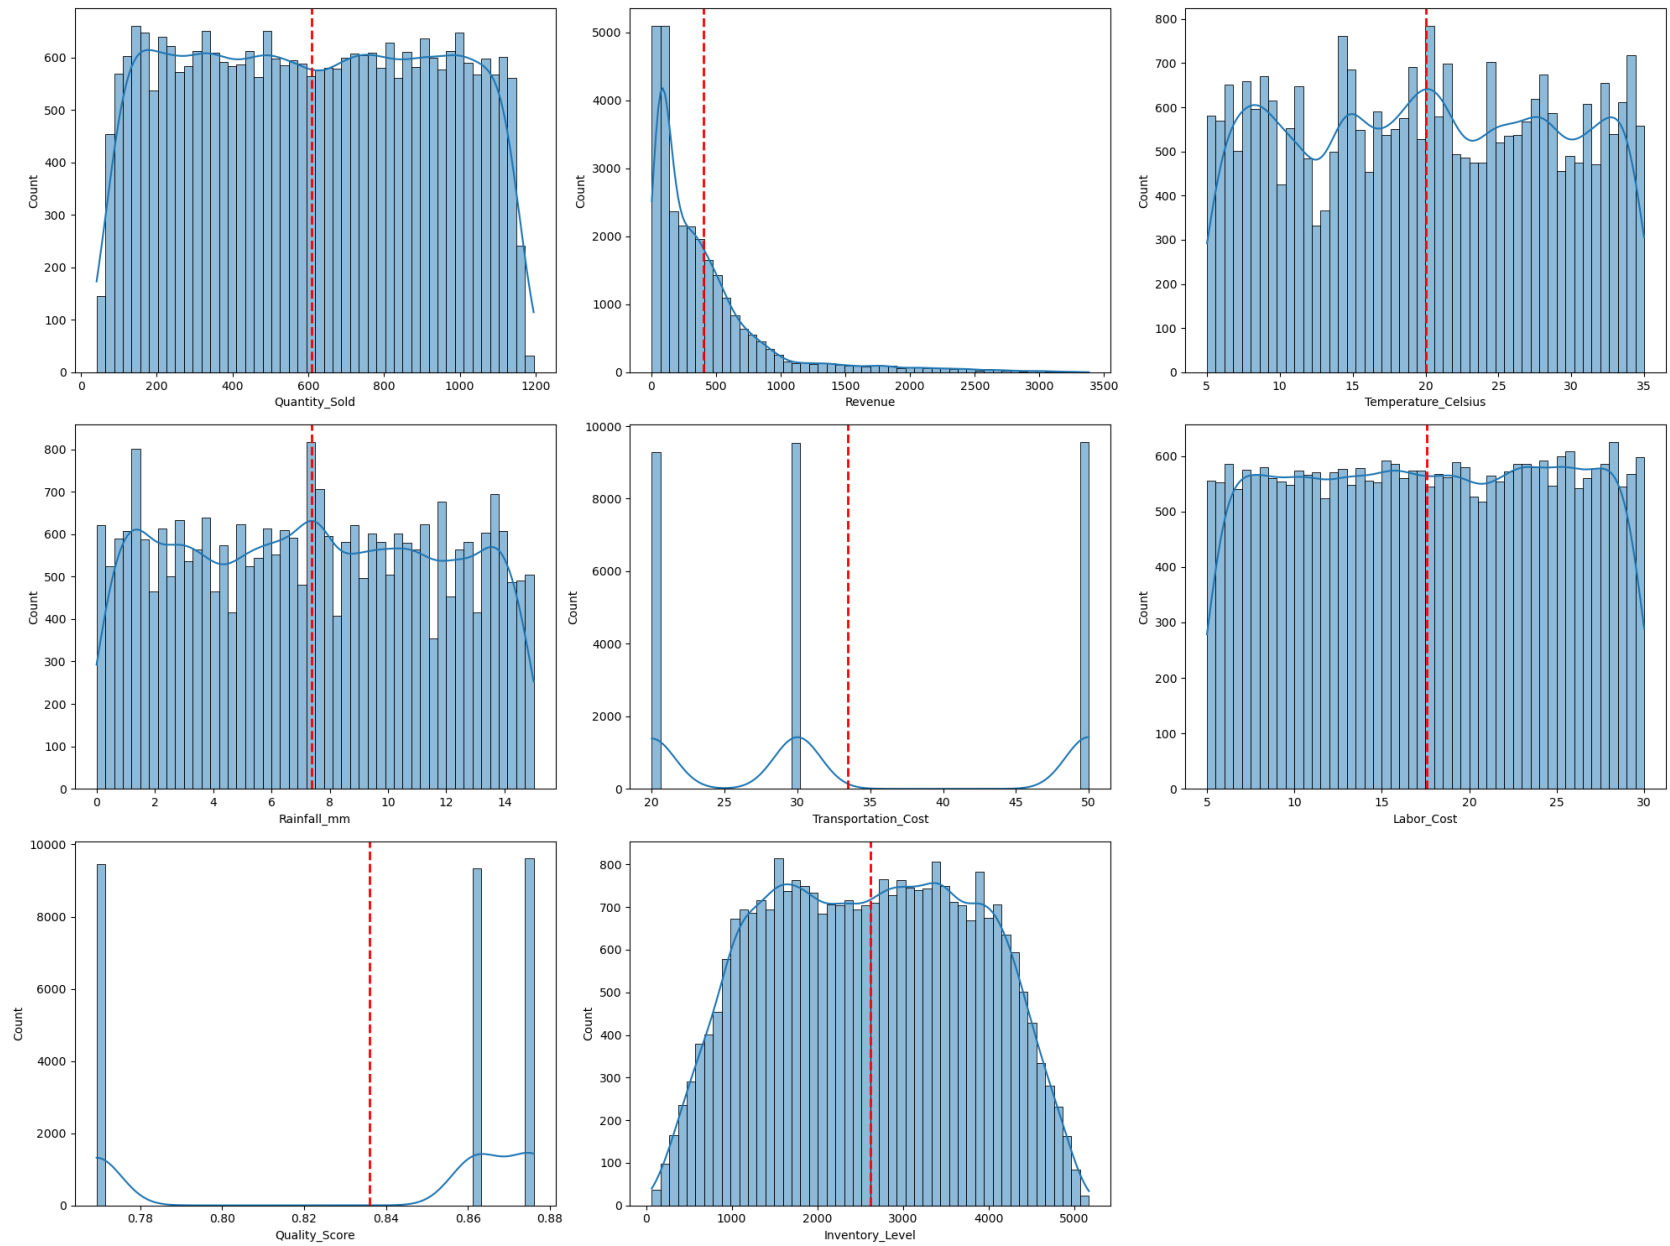 Count
0
100
200
300
400
500
600
0 200 400 600 800 1000 1200
Quantity_Sold
Count
0
1000
2000
3000
4000
5000
0 500 1000 1500 2000 2500 3000 3500
Revenue
Count
0
100
200
300
400
500
600
700
800
5 10 15 20 25 30 35
Temperature_Celsius
Count
0
100
200
300
400
500
600
700
800
0 2 4 6 8 10 12 14
Rainfall_mm
Count
0
2000
4000
6000
8000
10000
20 25 30 35 40 45 50
Transportation_Cost
Count
0
100
200
300
400
500
600
5 10 15 20 25 30
Labor_Cost
Count
0
2000
4000
6000
8000
10000
0.78 0.80 0.82 0.84 0.86 0.88
Quality_Score
Count
0
100
200
300
400
500
600
700
800
0 1000 2000 3000 4000 5000
Inventory_Level